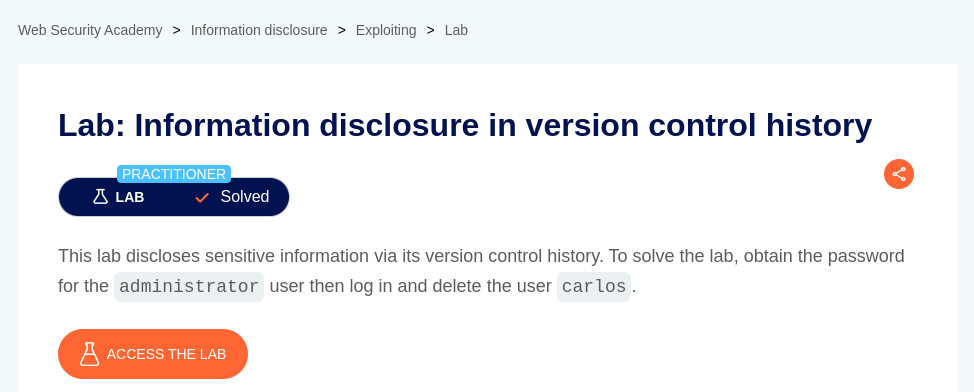 Web Security Academy > Information disclosure > Exploiting > Lab
Lab: Information disclosure in version control history
PRACTITIONER
LAB Solved
This lab discloses sensitive information via its version control history. To solve the lab, obtain the password
for the administrator user then log in and delete the user carlos.
ACCESS THE LAB